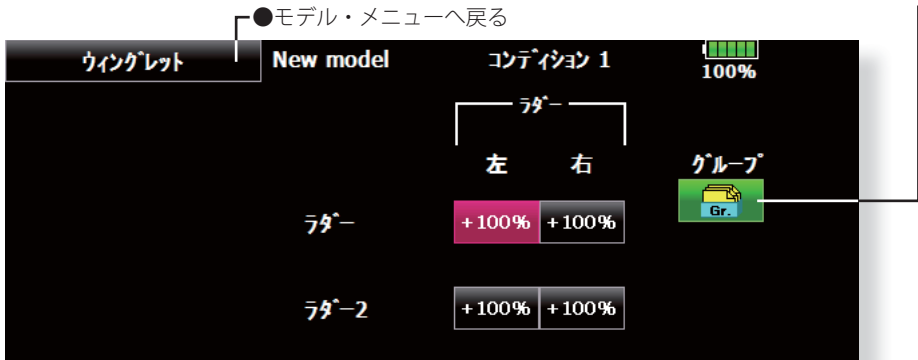 ●モデル・メニューへ戻る
ウィングレット New model コンディション 1 100%
ラダー
左 右 グループ
Gr.
ラダー +100% +100%
ラダー2 +100% +100%